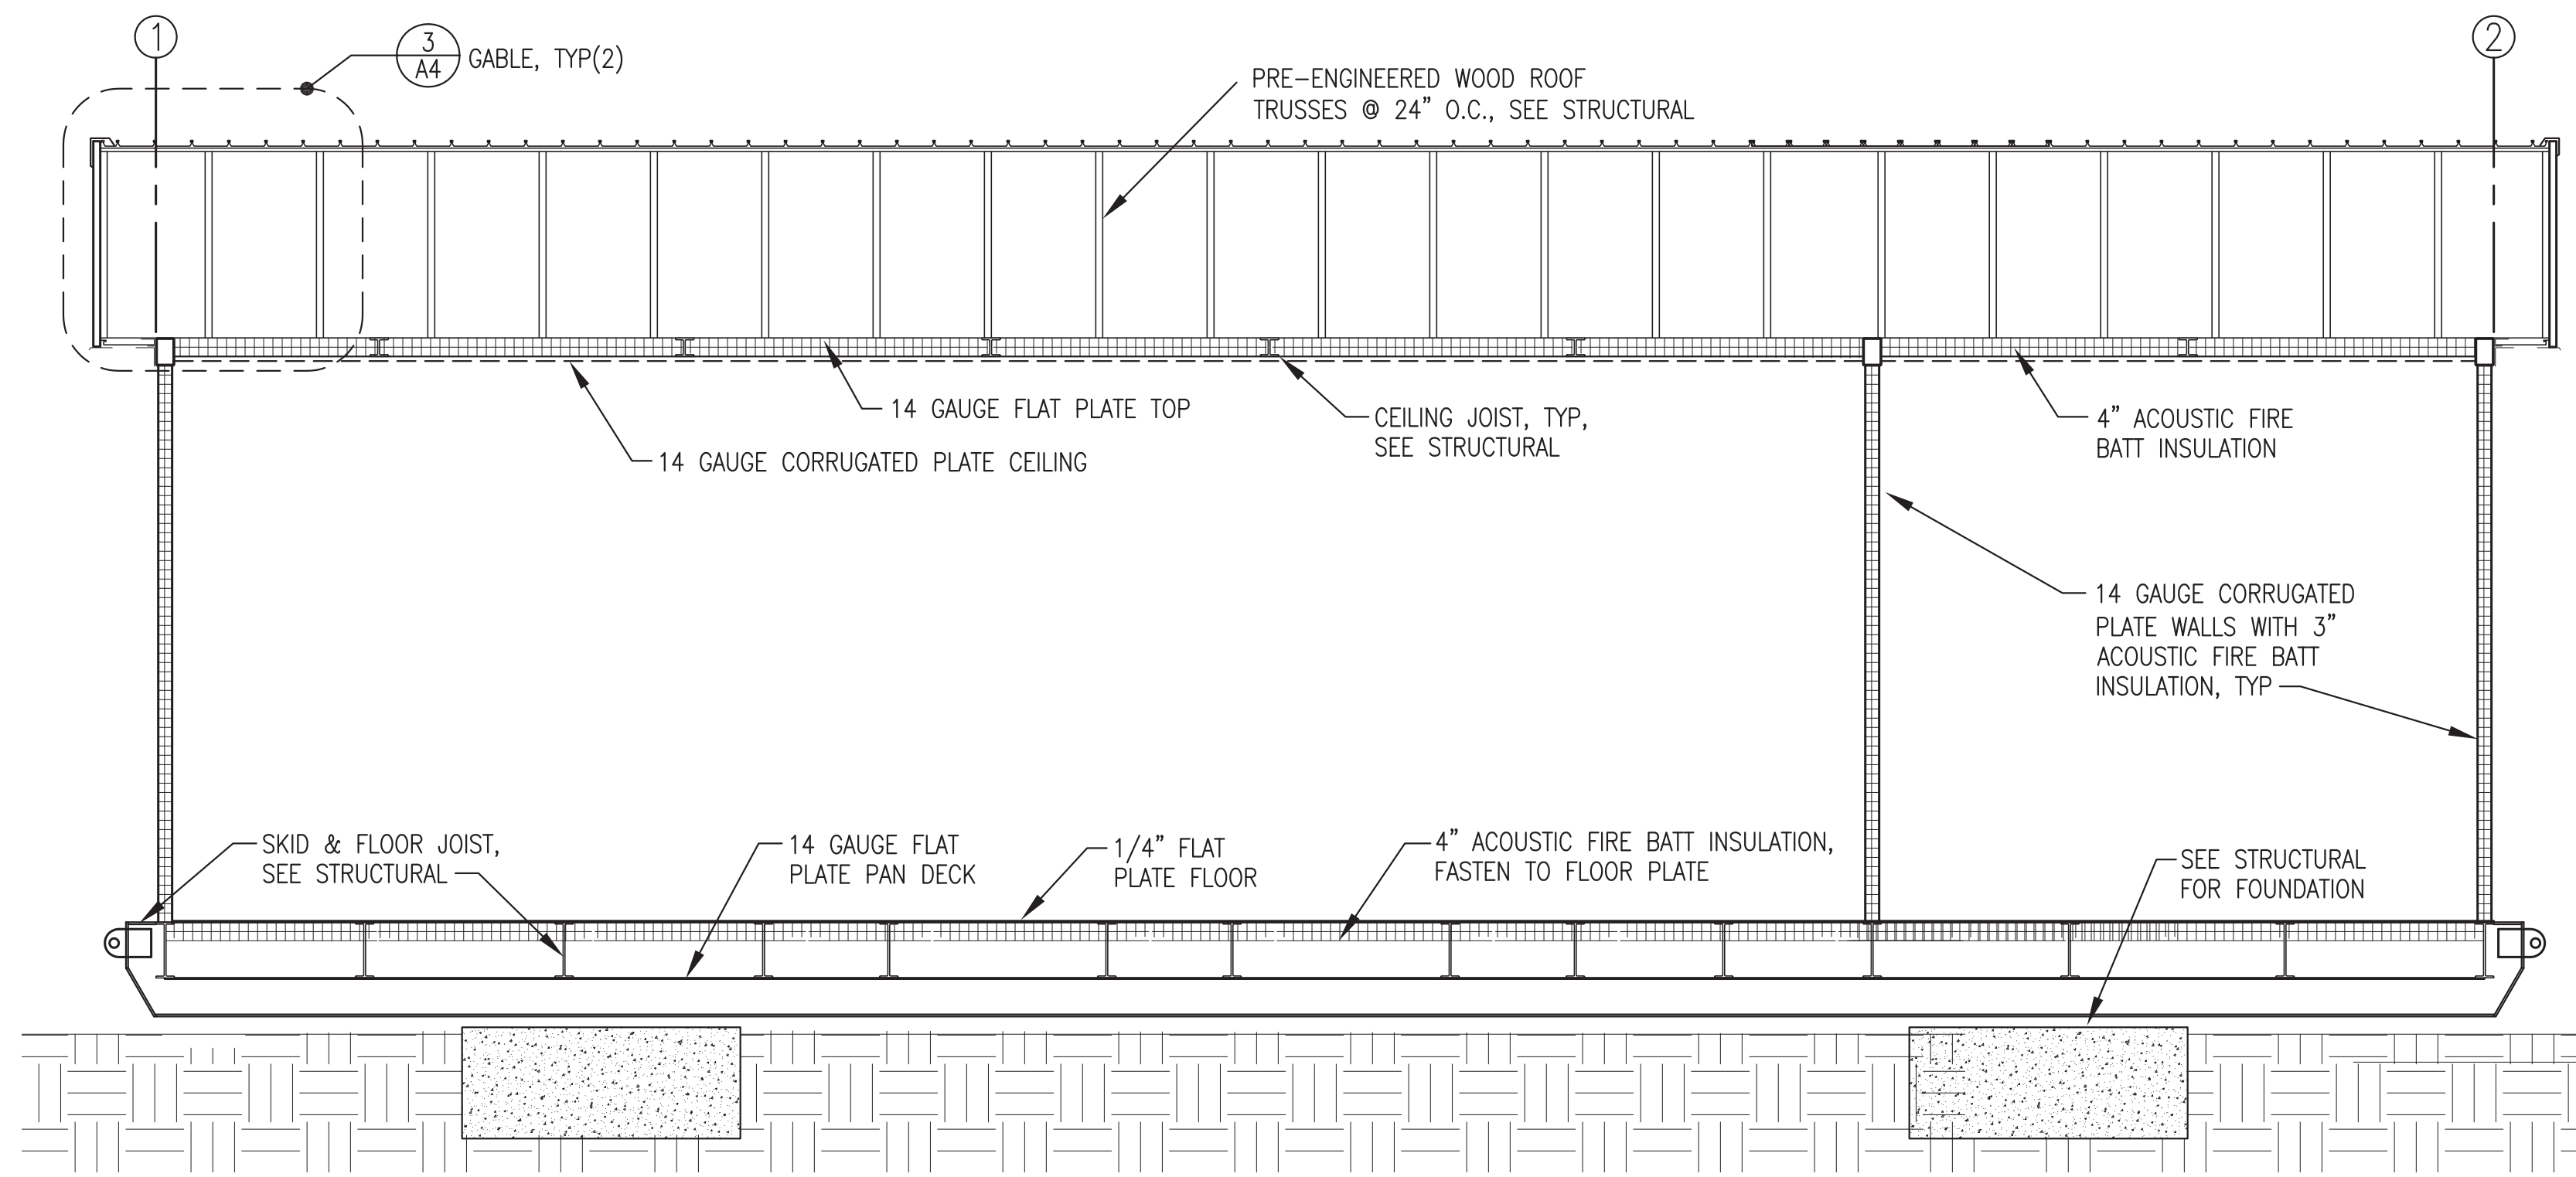 1
3
A4
GABLE, TYP(2)
2
PRE-ENGINEERED WOOD ROOF
TRUSSES @ 24" O.C., SEE STRUCTURAL
14 GAUGE FLAT PLATE TOP
14 GAUGE CORRUGATED PLATE CEILING
CEILING JOIST, TYP,
SEE STRUCTURAL
4" ACOUSTIC FIRE
BATT INSULATION
14 GAUGE CORRUGATED
PLATE WALLS WITH 3"
ACOUSTIC FIRE BATT
INSULATION, TYP
SKID & FLOOR JOIST,
SEE STRUCTURAL
14 GAUGE FLAT
PLATE PAN DECK
1/4" FLAT
PLATE FLOOR
4" ACOUSTIC FIRE BATT INSULATION,
FASTEN TO FLOOR PLATE
SEE STRUCTURAL
FOR FOUNDATION